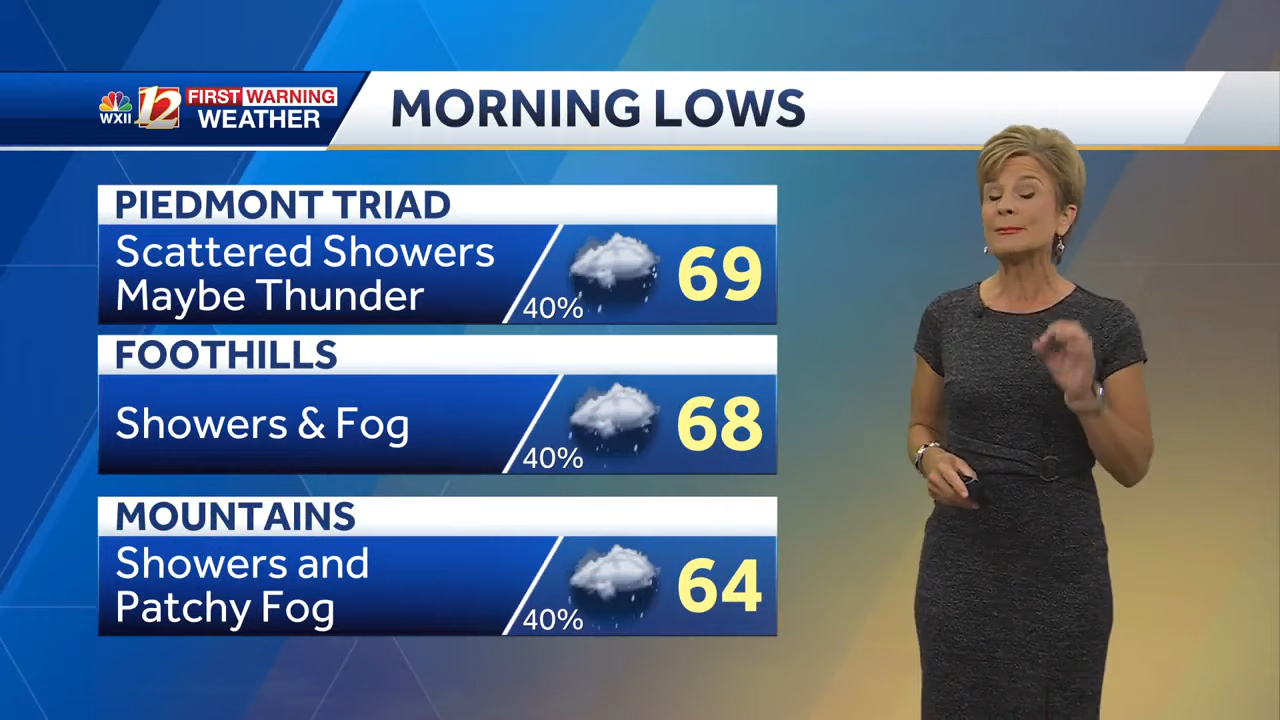 WXII 12 FIRST WARNING
WEATHER
MORNING LOWS
PIEDMONT TRIAD
Scattered Showers
Maybe Thunder
40%
69
FOOTHILLS
Showers & Fog
40%
68
MOUNTAINS
Showers and
Patchy Fog
40%
64